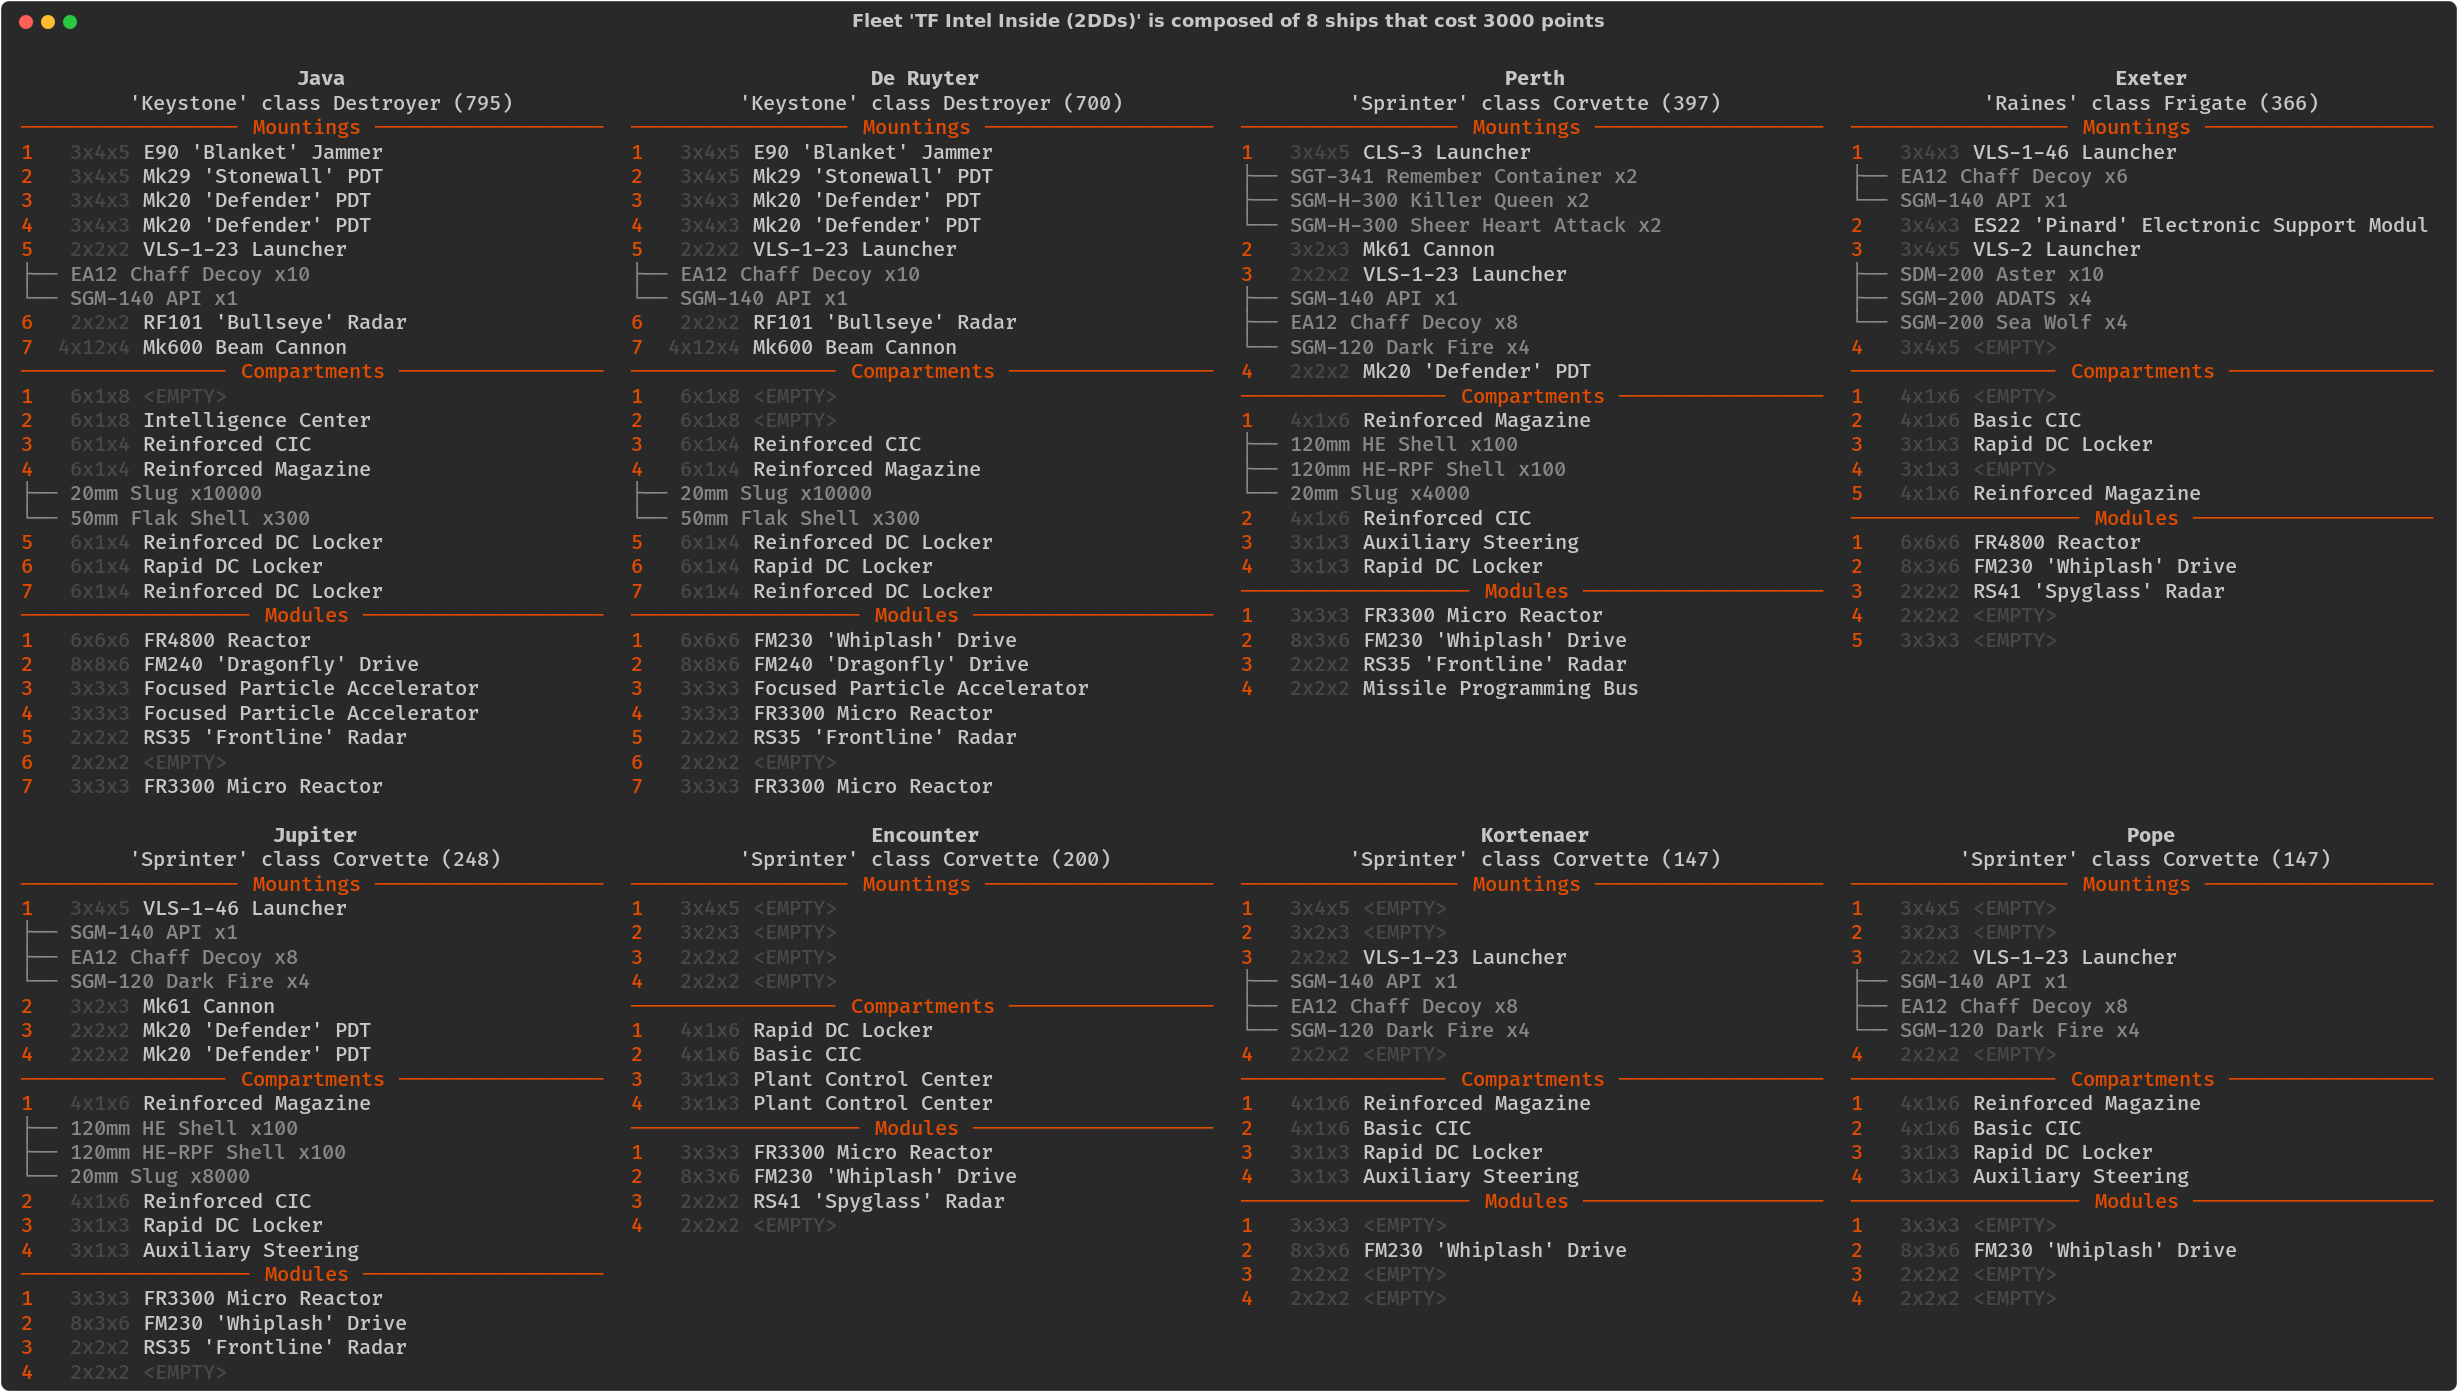 Fleet 'TF Intel Inside (2DDs)' is composed of 8 ships that cost 3000 points
Java
'Keystone' class Destroyer (795)
Mountings
1 3x4x5 E90 'Blanket' Jammer
2 3x4x5 Mk29 'Stonewall' PDT
3 3x4x3 Mk20 'Defender' PDT
4 3x4x3 Mk20 'Defender' PDT
5 2x2x2 VLS-1-23 Launcher
├── EA12 Chaff Decoy x10
└── SGM-140 API x1
6 2x2x2 RF101 'Bullseye' Radar
7 4x12x4 Mk600 Beam Cannon
Compartments
1 6x1x8 <EMPTY>
2 6x1x8 Intelligence Center
3 6x1x4 Reinforced CIC
4 6x1x4 Reinforced Magazine
├── 20mm Slug x10000
└── 50mm Flak Shell x300
5 6x1x4 Reinforced DC Locker
6 6x1x4 Rapid DC Locker
7 6x1x4 Reinforced DC Locker
Modules
1 6x6x6 FR4800 Reactor
2 8x8x6 FM240 'Dragonfly' Drive
3 3x3x3 Focused Particle Accelerator
4 3x3x3 Focused Particle Accelerator
5 2x2x2 RS35 'Frontline' Radar
6 2x2x2 <EMPTY>
7 3x3x3 FR3300 Micro Reactor
De Ruyter
'Keystone' class Destroyer (700)
Mountings
1 3x4x5 E90 'Blanket' Jammer
2 3x4x5 Mk29 'Stonewall' PDT
3 3x4x3 Mk20 'Defender' PDT
4 3x4x3 Mk20 'Defender' PDT
5 2x2x2 VLS-1-23 Launcher
├── EA12 Chaff Decoy x10
└── SGM-140 API x1
6 2x2x2 RF101 'Bullseye' Radar
7 4x12x4 Mk600 Beam Cannon
Compartments
1 6x1x8 <EMPTY>
2 6x1x8 <EMPTY>
3 6x1x4 Reinforced CIC
4 6x1x4 Reinforced Magazine
├── 20mm Slug x10000
└── 50mm Flak Shell x300
5 6x1x4 Reinforced DC Locker
6 6x1x4 Rapid DC Locker
7 6x1x4 Reinforced DC Locker
Modules
1 6x6x6 FM230 'Whiplash' Drive
2 8x8x6 FM240 'Dragonfly' Drive
3 3x3x3 Focused Particle Accelerator
4 3x3x3 FR3300 Micro Reactor
5 2x2x2 RS35 'Frontline' Radar
6 2x2x2 <EMPTY>
7 3x3x3 FR3300 Micro Reactor
Perth
'Sprinter' class Corvette (397)
Mountings
1 3x4x5 CLS-3 Launcher
├── SGT-341 Remember Container x2
├── SGM-H-300 Killer Queen x2
└── SGM-H-300 Sheer Heart Attack x2
2 3x2x3 Mk61 Cannon
3 2x2x2 VLS-1-23 Launcher
├── SGM-140 API x1
├── EA12 Chaff Decoy x8
└── SGM-120 Dark Fire x4
4 2x2x2 Mk20 'Defender' PDT
Compartments
1 4x1x6 Reinforced Magazine
├── 120mm HE Shell x100
├── 120mm HE-RPF Shell x100
└── 20mm Slug x4000
2 4x1x6 Reinforced CIC
3 3x1x3 Auxiliary Steering
4 3x1x3 Rapid DC Locker
Modules
1 3x3x3 FR3300 Micro Reactor
2 8x3x6 FM230 'Whiplash' Drive
3 2x2x2 RS35 'Frontline' Radar
4 2x2x2 Missile Programming Bus
Exeter
'Raines' class Frigate (366)
Mountings
1 3x4x3 VLS-1-46 Launcher
├── EA12 Chaff Decoy x6
└── SGM-140 API x1
2 3x4x3 ES22 'Pinard' Electronic Support Modul
3 3x4x5 VLS-2 Launcher
├── SDM-200 Aster x10
├── SGM-200 ADATS x4
└── SGM-200 Sea Wolf x4
4 3x4x5 <EMPTY>
Compartments
1 4x1x6 <EMPTY>
2 4x1x6 Basic CIC
3 3x1x3 Rapid DC Locker
4 3x1x3 <EMPTY>
5 4x1x6 Reinforced Magazine
Modules
1 6x6x6 FR4800 Reactor
2 8x3x6 FM230 'Whiplash' Drive
3 2x2x2 RS41 'Spyglass' Radar
4 2x2x2 <EMPTY>
5 3x3x3 <EMPTY>
Jupiter
'Sprinter' class Corvette (248)
Mountings
1 3x4x5 VLS-1-46 Launcher
├── SGM-140 API x1
├── EA12 Chaff Decoy x8
└── SGM-120 Dark Fire x4
2 3x2x3 Mk61 Cannon
3 2x2x2 Mk20 'Defender' PDT
4 2x2x2 Mk20 'Defender' PDT
Compartments
1 4x1x6 Reinforced Magazine
├── 120mm HE Shell x100
├── 120mm HE-RPF Shell x100
└── 20mm Slug x8000
2 4x1x6 Reinforced CIC
3 3x1x3 Rapid DC Locker
4 3x1x3 Auxiliary Steering
Modules
1 3x3x3 FR3300 Micro Reactor
2 8x3x6 FM230 'Whiplash' Drive
3 2x2x2 RS35 'Frontline' Radar
4 2x2x2 <EMPTY>
Encounter
'Sprinter' class Corvette (200)
Mountings
1 3x4x5 <EMPTY>
2 3x2x3 <EMPTY>
3 2x2x2 <EMPTY>
4 2x2x2 <EMPTY>
Compartments
1 4x1x6 Rapid DC Locker
2 4x1x6 Basic CIC
3 3x1x3 Plant Control Center
4 3x1x3 Plant Control Center
Modules
1 3x3x3 FR3300 Micro Reactor
2 8x3x6 FM230 'Whiplash' Drive
3 2x2x2 RS41 'Spyglass' Radar
4 2x2x2 <EMPTY>
Kortenaer
'Sprinter' class Corvette (147)
Mountings
1 3x4x5 <EMPTY>
2 3x2x3 <EMPTY>
3 2x2x2 VLS-1-23 Launcher
├── SGM-140 API x1
├── EA12 Chaff Decoy x8
└── SGM-120 Dark Fire x4
4 2x2x2 <EMPTY>
Compartments
1 4x1x6 Reinforced Magazine
2 4x1x6 Basic CIC
3 3x1x3 Rapid DC Locker
4 3x1x3 Auxiliary Steering
Modules
1 3x3x3 <EMPTY>
2 8x3x6 FM230 'Whiplash' Drive
3 2x2x2 <EMPTY>
4 2x2x2 <EMPTY>
Pope
'Sprinter' class Corvette (147)
Mountings
1 3x4x5 <EMPTY>
2 3x2x3 <EMPTY>
3 2x2x2 VLS-1-23 Launcher
├── SGM-140 API x1
├── EA12 Chaff Decoy x8
└── SGM-120 Dark Fire x4
4 2x2x2 <EMPTY>
Compartments
1 4x1x6 Reinforced Magazine
2 4x1x6 Basic CIC
3 3x1x3 Rapid DC Locker
4 3x1x3 Auxiliary Steering
Modules
1 3x3x3 <EMPTY>
2 8x3x6 FM230 'Whiplash' Drive
3 2x2x2 <EMPTY>
4 2x2x2 <EMPTY>